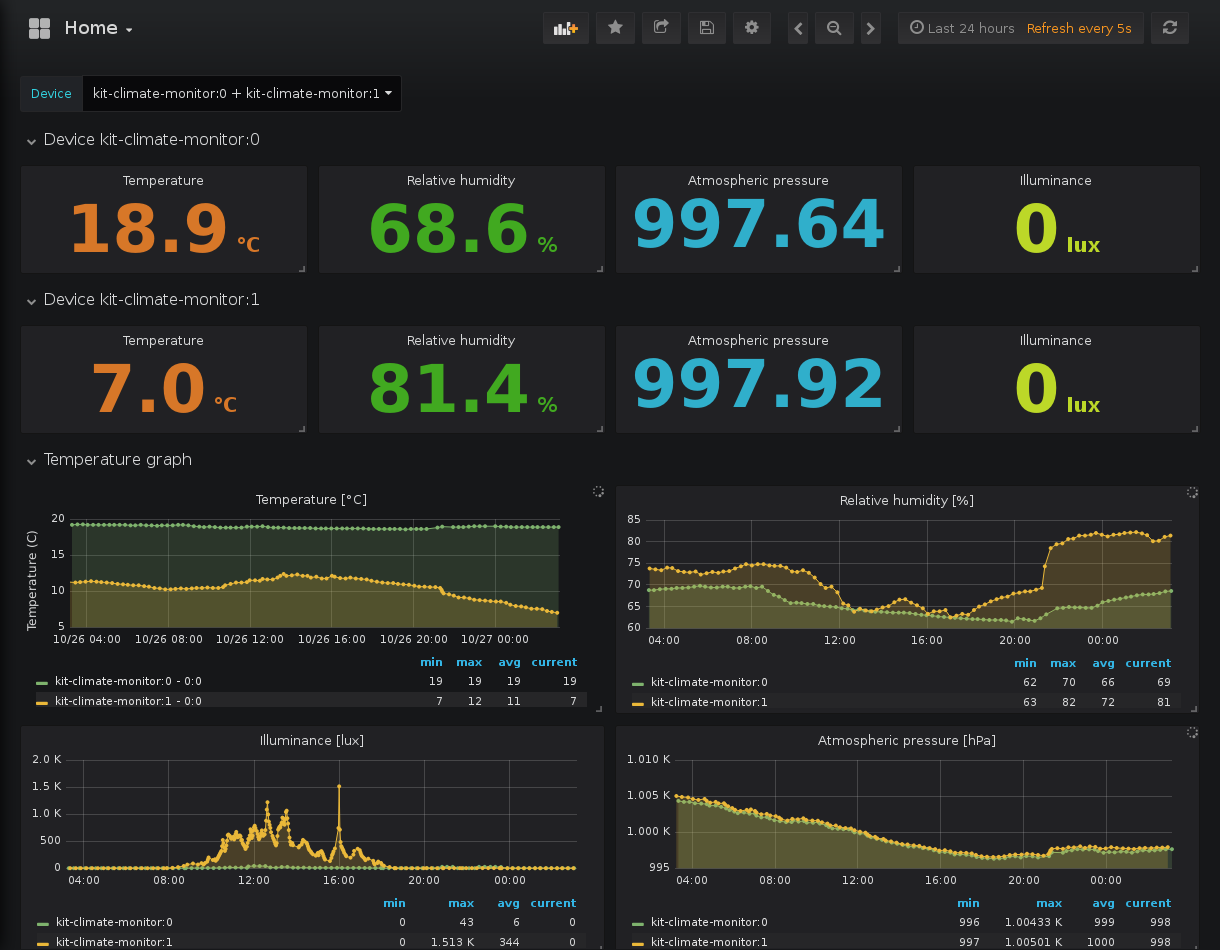 Home
Last 24 hours Refresh every 5s
Device kit-climate-monitor:0 + kit-climate-monitor:1
Device kit-climate-monitor:0
Temperature Relative humidity Atmospheric pressure Illuminance
18.9 °C 68.6 % 997.64 0 lux
Device kit-climate-monitor:1
Temperature Relative humidity Atmospheric pressure Illuminance
7.0 °C 81.4 % 997.92 0 lux
Temperature graph
Temperature [°C]
Temperature (C)
20
15
10
5
10/26 04:00 10/26 08:00 10/26 12:00 10/26 16:00 10/26 20:00 10/27 00:00
min max avg current
kit-climate-monitor:0 - 0:0 19 19 19 19
kit-climate-monitor:1 - 0:0 7 12 11 7
Relative humidity [%]
85
80
75
70
65
60
04:00 08:00 12:00 16:00 20:00 00:00
min max avg current
kit-climate-monitor:0 62 70 66 69
kit-climate-monitor:1 63 82 72 81
Illuminance [lux]
2.0 K
1.5 K
1.0 K
500
0
04:00 08:00 12:00 16:00 20:00 00:00
min max avg current
kit-climate-monitor:0 0 43 6 0
kit-climate-monitor:1 0 1.513 K 344 0
Atmospheric pressure [hPa]
1.010 K
1.005 K
1.000 K
995
04:00 08:00 12:00 16:00 20:00 00:00
min max avg current
kit-climate-monitor:0 996 1.00433 K 999 998
kit-climate-monitor:1 997 1.00501 K 1000 998